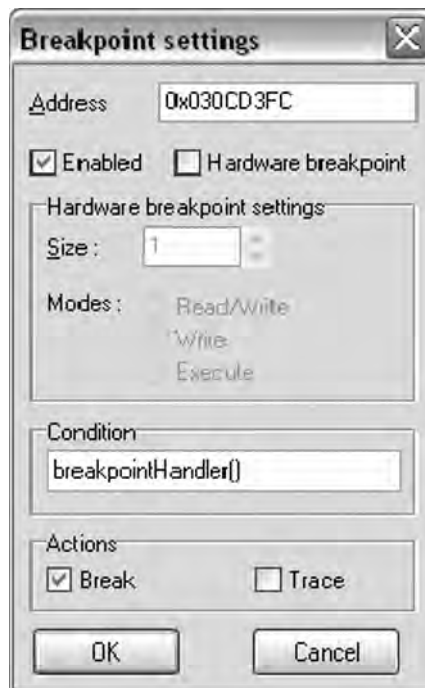 Breakpoint settings
Address 0x030CD3FC
Enabled Hardware breakpoint
Hardware breakpoint settings
Size : 1
Modes : Read/Write
Write
Execute
Condition
breakpointHandler()
Actions
Break Trace
OK Cancel